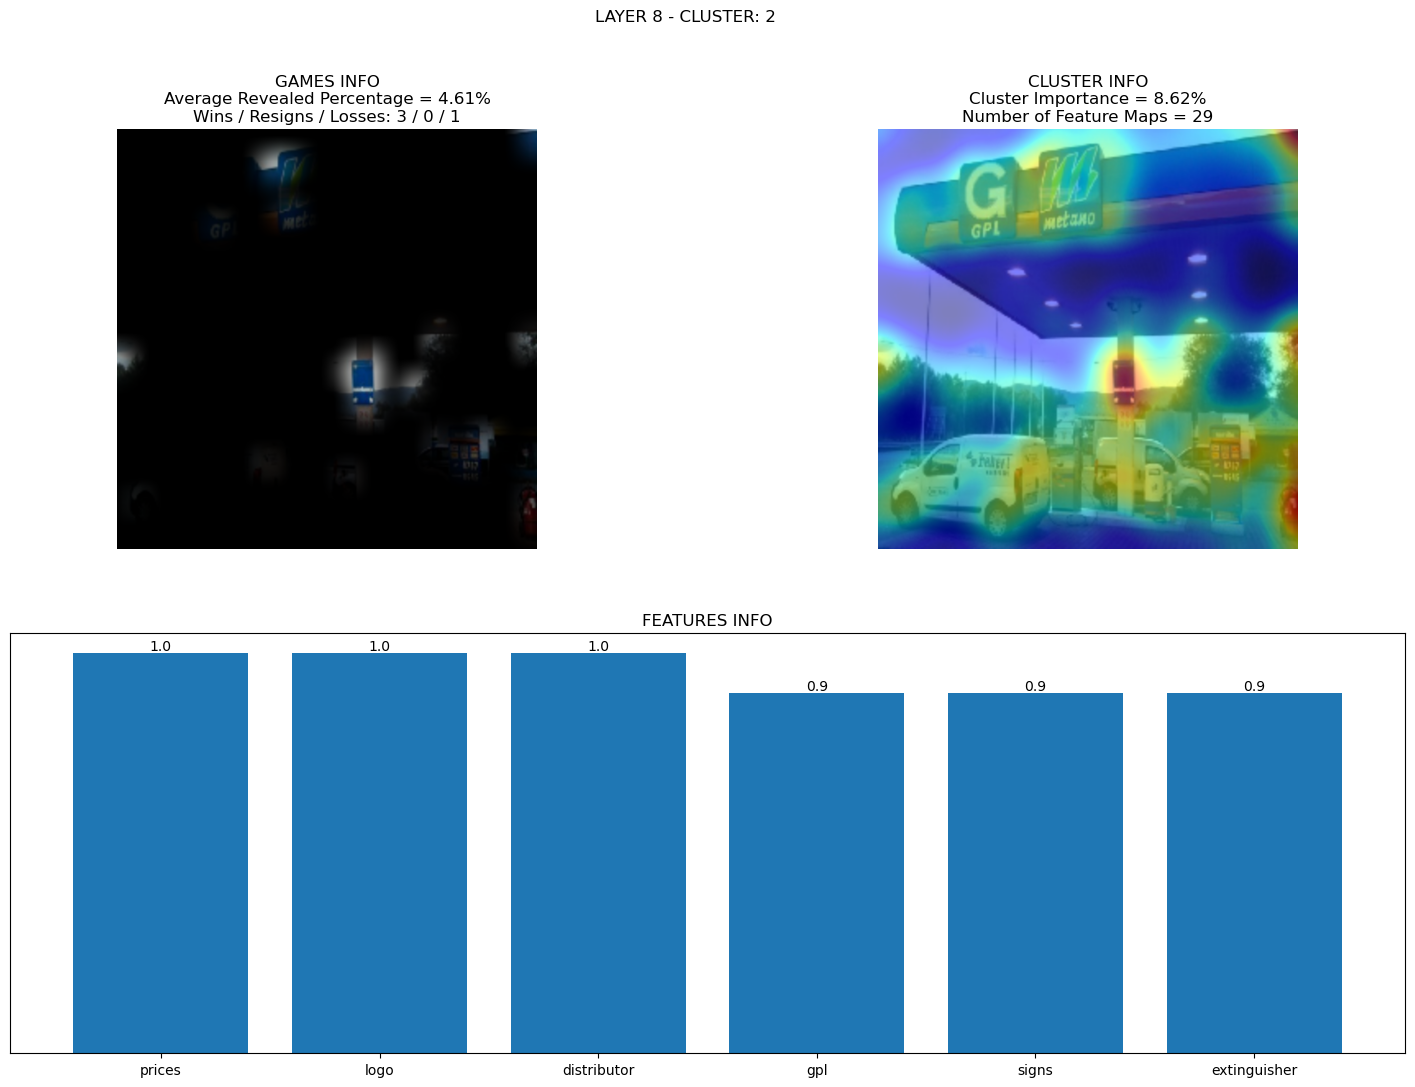 LAYER 8 - CLUSTER: 2
GAMES INFO
Average Revealed Percentage = 4.61%
Wins / Resigns / Losses: 3 / 0 / 1
CLUSTER INFO
Cluster Importance = 8.62%
Number of Feature Maps = 29
GPL
metano
G
GPL
metano
FEATURES INFO
1.0 1.0 1.0 0.9 0.9 0.9
prices logo distributor gpl signs extinguisher